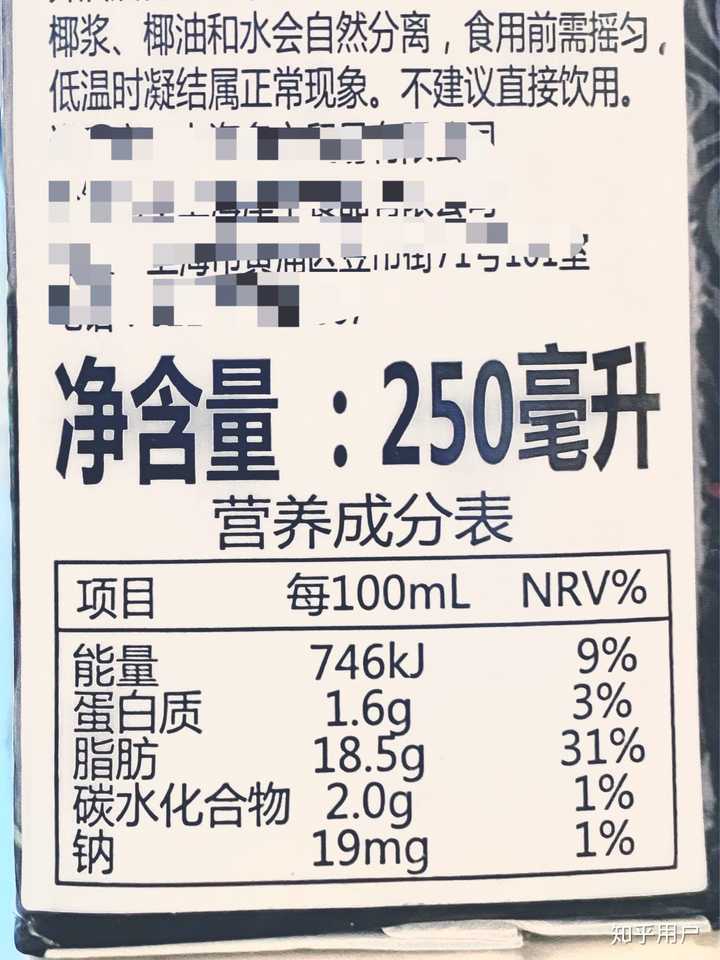 椰浆、椰油和水会自然分离，食用前需摇匀，
低温时凝结属正常现象。不建议直接饮用。
净含量：250毫升
营养成分表
项目 每100mL NRV%
能量 746kJ 9%
蛋白质 1.6g 3%
脂肪 18.5g 31%
碳水化合物 2.0g 1%
钠 19mg 1%
知乎用户